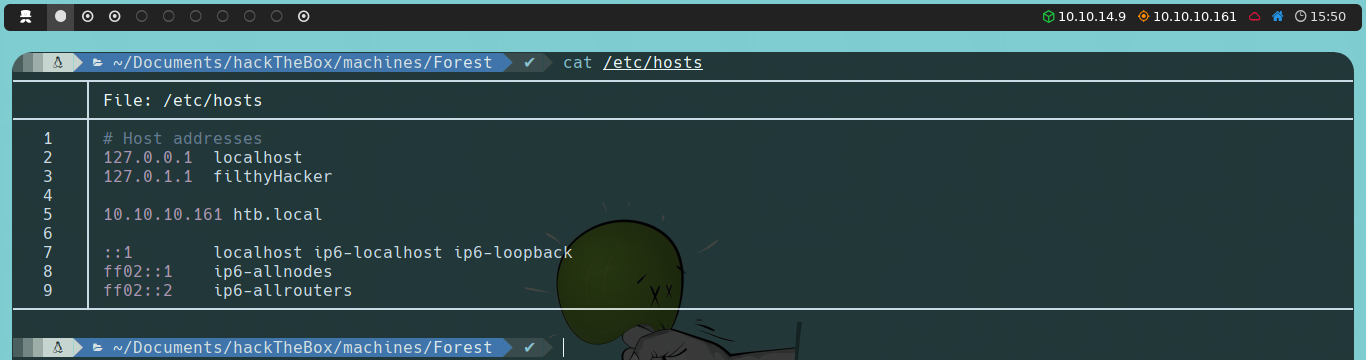 10.10.14.9 10.10.10.161 15:50
~/Documents/hackTheBox/machines/Forest ✔ cat /etc/hosts
File: /etc/hosts
1 # Host addresses
2 127.0.0.1 localhost
3 127.0.1.1 filthyHacker
4
5 10.10.10.161 htb.local
6
7 ::1 localhost ip6-localhost ip6-loopback
8 ff02::1 ip6-allnodes
9 ff02::2 ip6-allrouters
~/Documents/hackTheBox/machines/Forest ✔